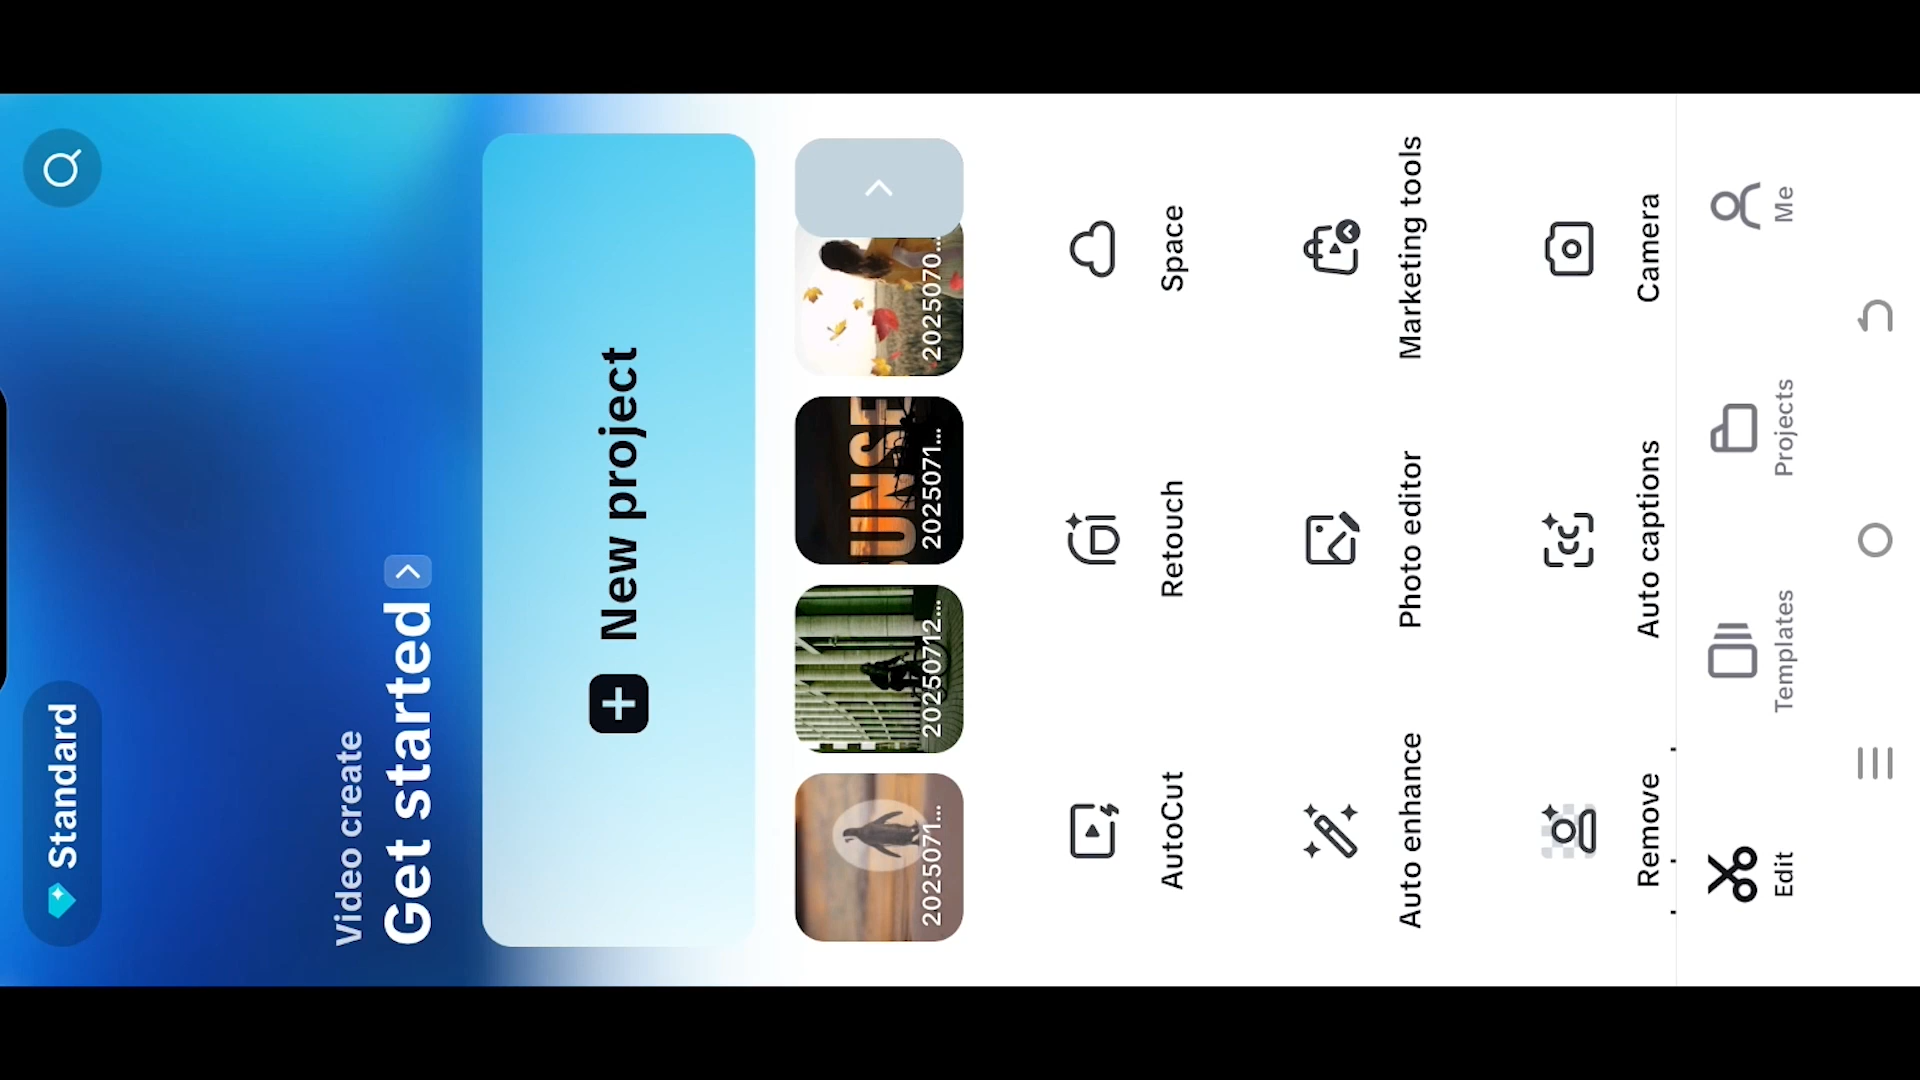 Standard
Video create
Get started
New project
2025071...
20250712...
2025071...
2025070...
UNSE
AutoCut
Retouch
Space
Auto enhance
Photo editor
Marketing tools
Remove
Auto captions
Camera
Edit
Templates
Projects
Me